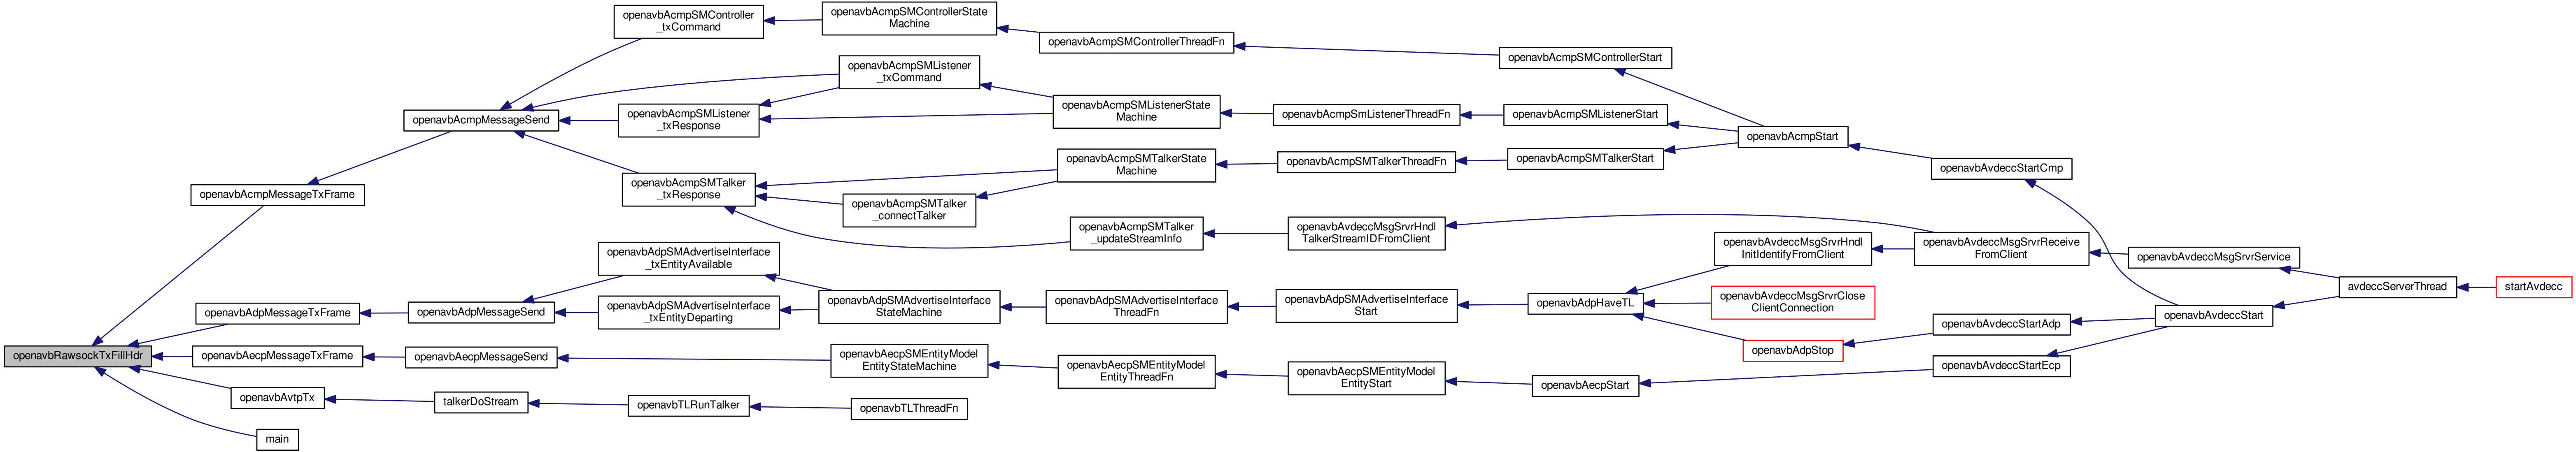 openavbRawsockTxFillHdr
openavbAcmpMessageTxFrame
openavbAcmpMessageSend
openavbAcmpSMController
_txCommand
openavbAcmpSMControllerState
Machine
openavbAcmpSMControllerThreadFn
openavbAcmpSMControllerStart
openavbAcmpSMListener
_txCommand
openavbAcmpSMListener
_txResponse
openavbAcmpSMListenerState
Machine
openavbAcmpSmListenerThreadFn
openavbAcmpSMListenerStart
openavbAcmpStart
openavbAvdeccStartCmp
openavbAcmpSMTalker
_txResponse
openavbAcmpSMTalkerState
Machine
openavbAcmpSMTalkerThreadFn
openavbAcmpSMTalkerStart
openavbAcmpSMTalker
_connectTalker
openavbAcmpSMTalker
_updateStreamInfo
openavbAvdeccMsgSrvrHndl
TalkerStreamIDFromClient
openavbAvdeccMsgSrvrHndl
InitIdentifyFromClient
openavbAvdeccMsgSrvrReceive
FromClient
openavbAvdeccMsgSrvrService
avdeccServerThread
startAvdecc
openavbAdpMessageTxFrame
openavbAdpMessageSend
openavbAdpSMAdvertiseInterface
_txEntityAvailable
openavbAdpSMAdvertiseInterface
_txEntityDeparting
openavbAdpSMAdvertiseInterface
StateMachine
openavbAdpSMAdvertiseInterface
ThreadFn
openavbAdpSMAdvertiseInterface
Start
openavbAdpHaveTL
openavbAvdeccMsgSrvrClose
ClientConnection
openavbAdpStop
openavbAvdeccStartAdp
openavbAvdeccStart
openavbAecpMessageTxFrame
openavbAecpMessageSend
openavbAecpSMEntityModel
EntityStateMachine
openavbAecpSMEntityModel
EntityThreadFn
openavbAecpSMEntityModel
EntityStart
openavbAecpStart
openavbAvdeccStartEcp
openavbAvtpTx
talkerDoStream
openavbTLRunTalker
openavbTLThreadFn
main